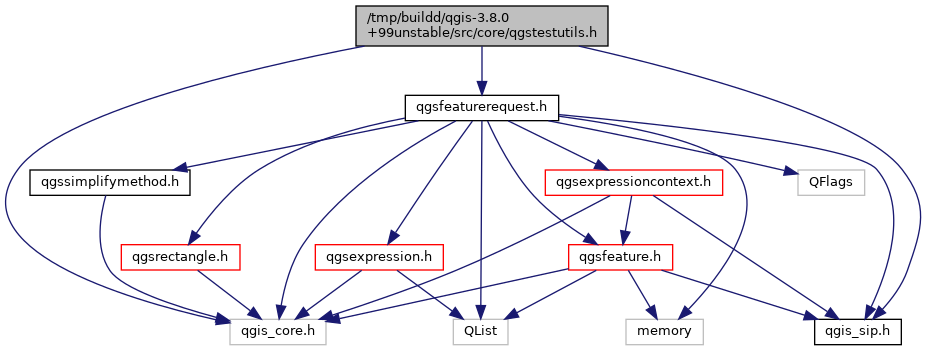 /tmp/buildd/qgis-3.8.0
+99unstable/src/core/qgstestutils.h
qgsfeaturerequest.h
qgssimplifymethod.h
qgsexpressioncontext.h
QFlags
qgsrectangle.h
qgsexpression.h
qgsfeature.h
qgis_core.h
QList
memory
qgis_sip.h